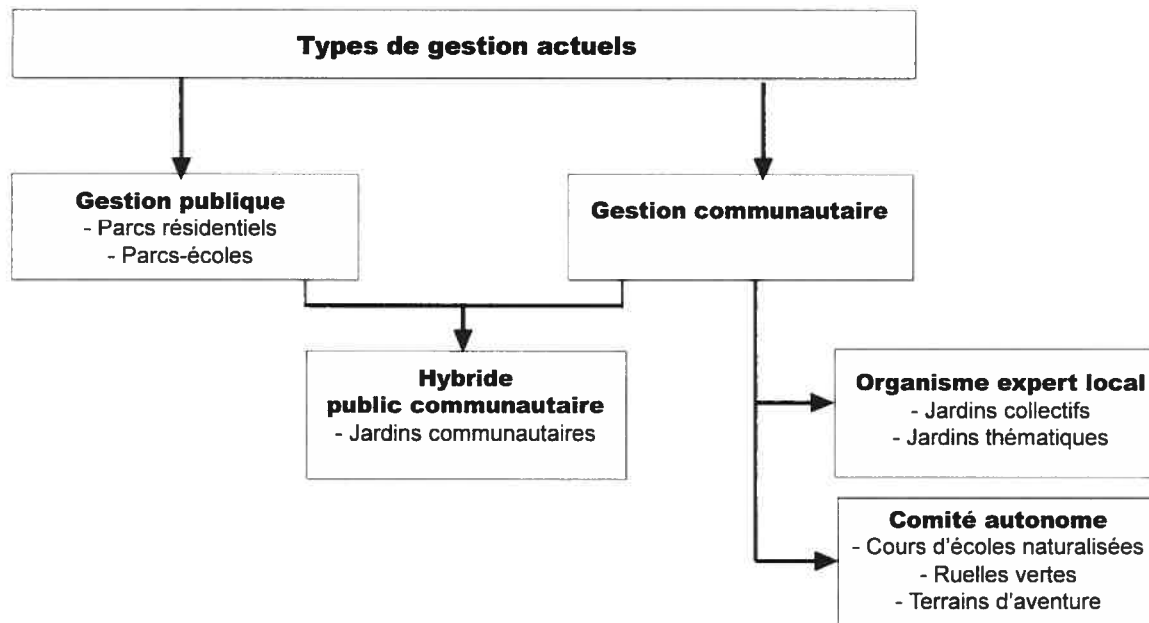 Types de gestion actuels
Gestion publique
- Parcs résidentiels
- Parcs-écoles
Gestion communautaire
Hybride
public communautaire
- Jardins communautaires
Organisme expert local
- Jardins collectifs
- Jardins thématiques
Comité autonome
- Cours d'écoles naturalisées
- Ruelles vertes
- Terrains d'aventure